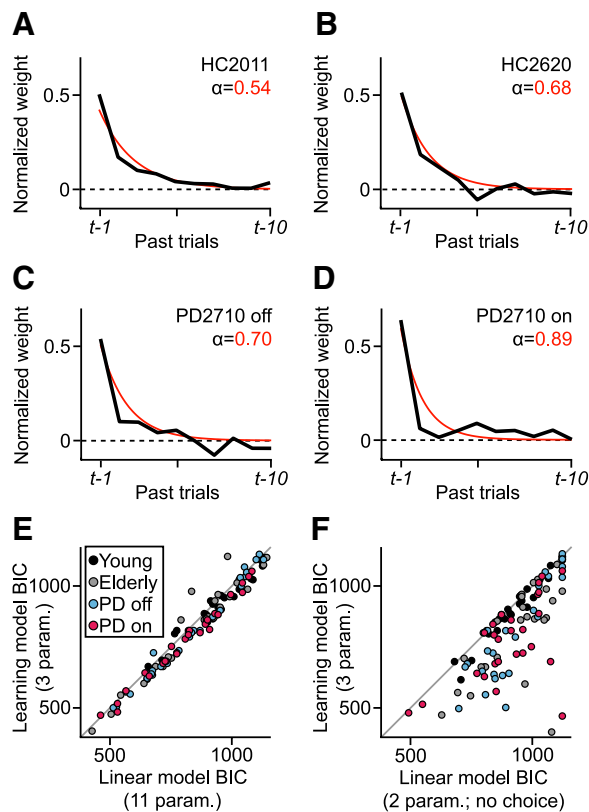 A
HC2011
α=0.54
Normalized weight
0.5
0
t-1
t-10
Past trials
B
HC2620
α=0.68
Normalized weight
0.5
0
t-1
t-10
Past trials
C
PD2710 off
α=0.70
Normalized weight
0.5
0
t-1
t-10
Past trials
D
PD2710 on
α=0.89
Normalized weight
0.5
0
t-1
t-10
Past trials
E
Young
Elderly
PD off
PD on
Learning model BIC
(3 param.)
1000
500
500
1000
Linear model BIC
(11 param.)
F
Learning model BIC
(3 param.)
1000
500
500
1000
Linear model BIC
(2 param.; no choice)